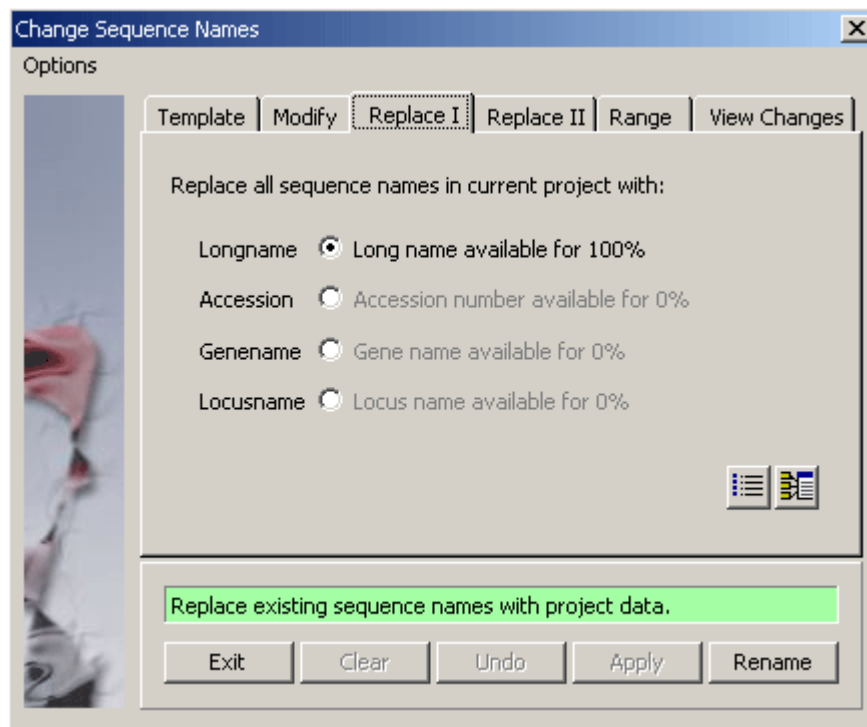 Change Sequence Names
Options
Template Modify Replace I Replace II Range View Changes
Replace all sequence names in current project with:
Longname Long name available for 100%
Accession Accession number available for 0%
Genename Gene name available for 0%
Locusname Locus name available for 0%
Replace existing sequence names with project data.
Exit Clear Undo Apply Rename